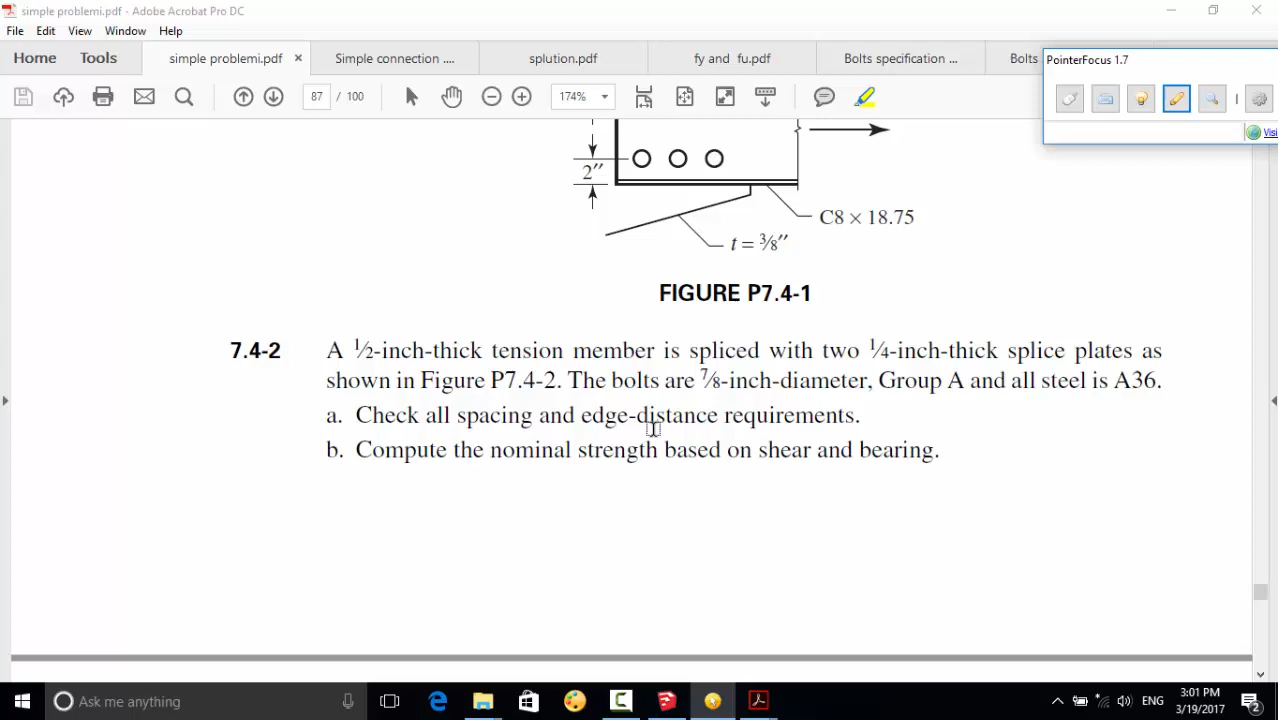 simple problemi.pdf - Adobe Acrobat Pro DC
File Edit View Window Help
Home Tools simple problemi.pdf × Simple connection .... splution.pdf fy and fu.pdf Bolts specification ... Bolts
PointerFocus 1.7
87 / 100 174%
Visi
2″
C8 × 18.75
t = 3⁄8″
FIGURE P7.4-1
7.4-2 A 1⁄2-inch-thick tension member is spliced with two 1⁄4-inch-thick splice plates as
shown in Figure P7.4-2. The bolts are 7⁄8-inch-diameter, Group A and all steel is A36.
a. Check all spacing and edge-distance requirements.
b. Compute the nominal strength based on shear and bearing.
Ask me anything
ENG
3:01 PM
3/19/2017
2